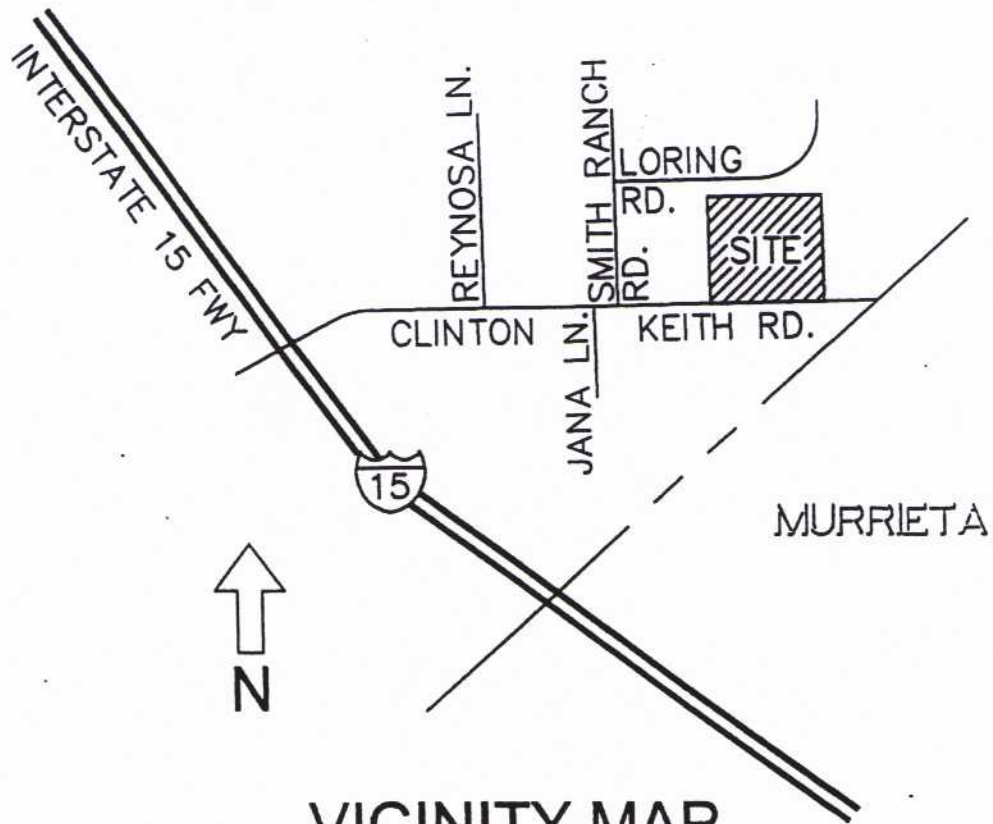 INTERSTATE 15 FWY
REYNOSA LN.
SMITH RANCH RD.
LORING RD.
SITE
CLINTON KEITH RD.
JANA LN.
15
MURRIETA
N
VICINITY MAP